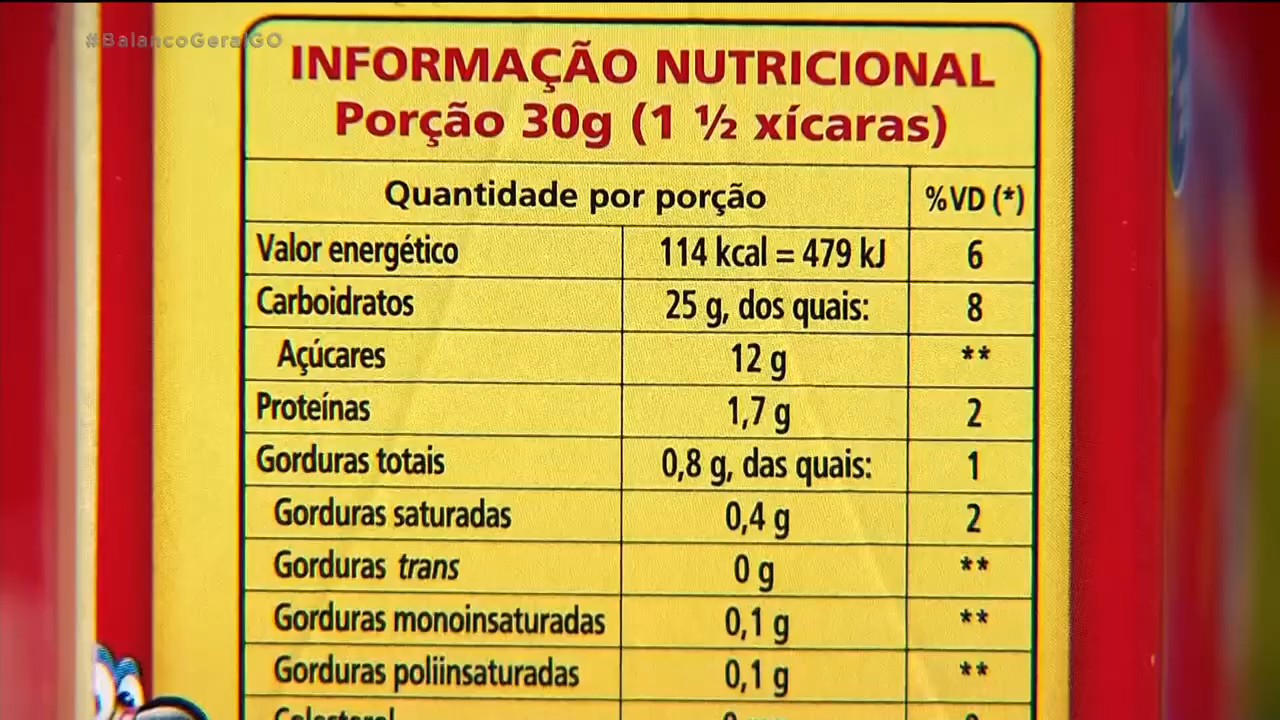 #BalancoGeralGO
INFORMAÇÃO NUTRICIONAL
Porção 30g (1 ½ xícaras)
Quantidade por porção %VD (*)
Valor energético 114 kcal = 479 kJ 6
Carboidratos 25 g, dos quais: 8
Açúcares 12 g **
Proteínas 1,7 g 2
Gorduras totais 0,8 g, das quais: 1
Gorduras saturadas 0,4 g 2
Gorduras trans 0 g **
Gorduras monoinsaturadas 0,1 g **
Gorduras poliinsaturadas 0,1 g **
Colesterol